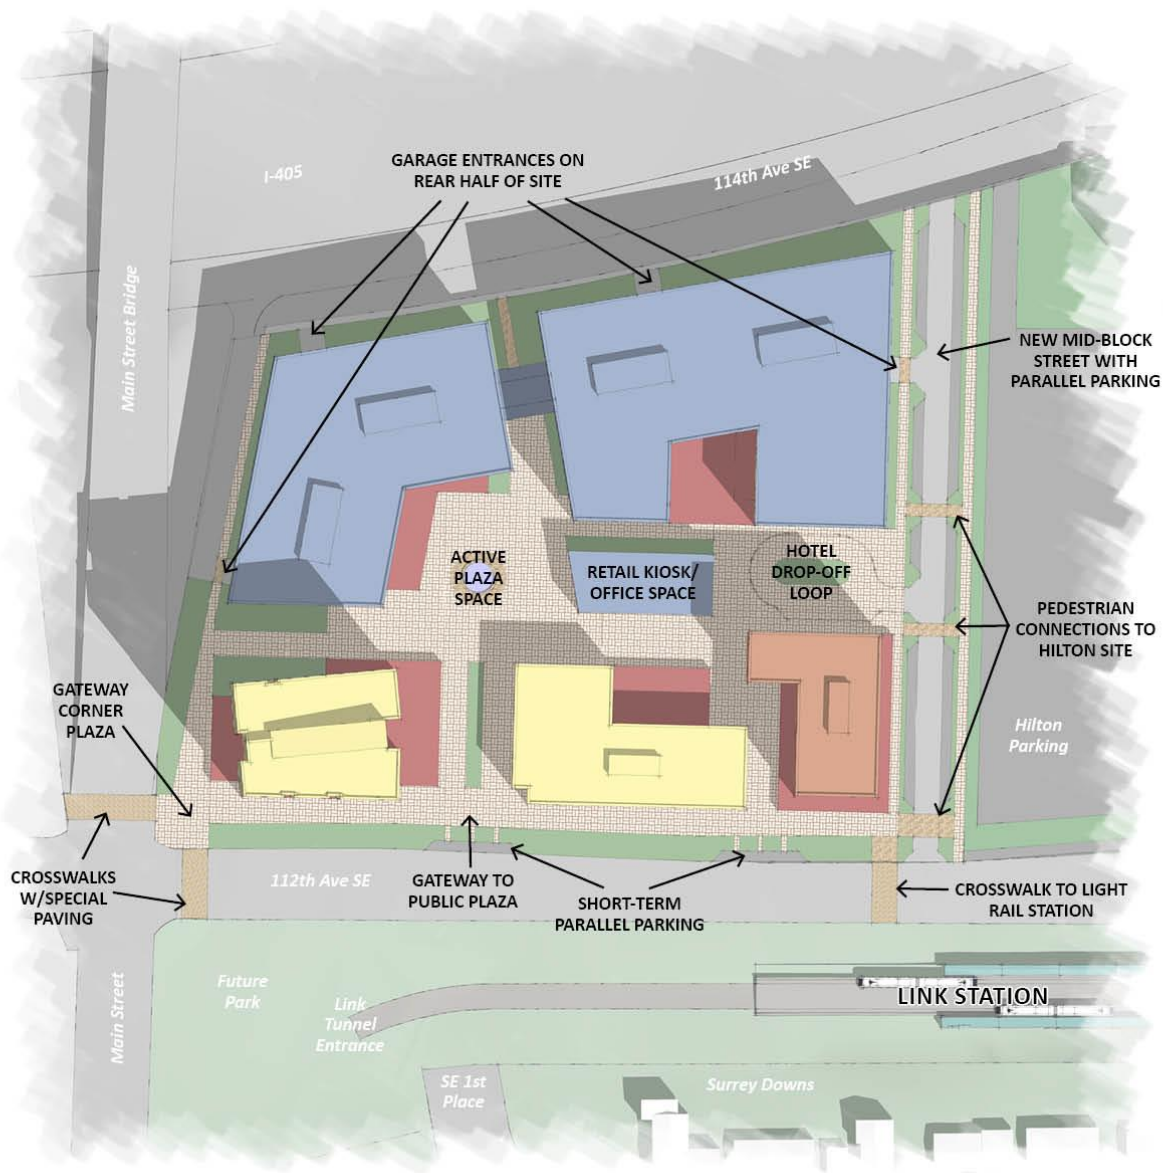 GARAGE ENTRANCES ON
REAR HALF OF SITE
I-405
114th Ave SE
Main Street Bridge
NEW MID-BLOCK
STREET WITH
PARALLEL PARKING
ACTIVE
PLAZA
SPACE
RETAIL KIOSK/
OFFICE SPACE
HOTEL
DROP-OFF
LOOP
PEDESTRIAN
CONNECTIONS TO
HILTON SITE
GATEWAY
CORNER
PLAZA
Hilton
Parking
CROSSWALKS
W/SPECIAL
PAVING
112th Ave SE
GATEWAY TO
PUBLIC PLAZA
SHORT-TERM
PARALLEL PARKING
CROSSWALK TO LIGHT
RAIL STATION
Main Street
Future
Park
Link
Tunnel
Entrance
LINK STATION
SE 1st
Place
Surrey Downs